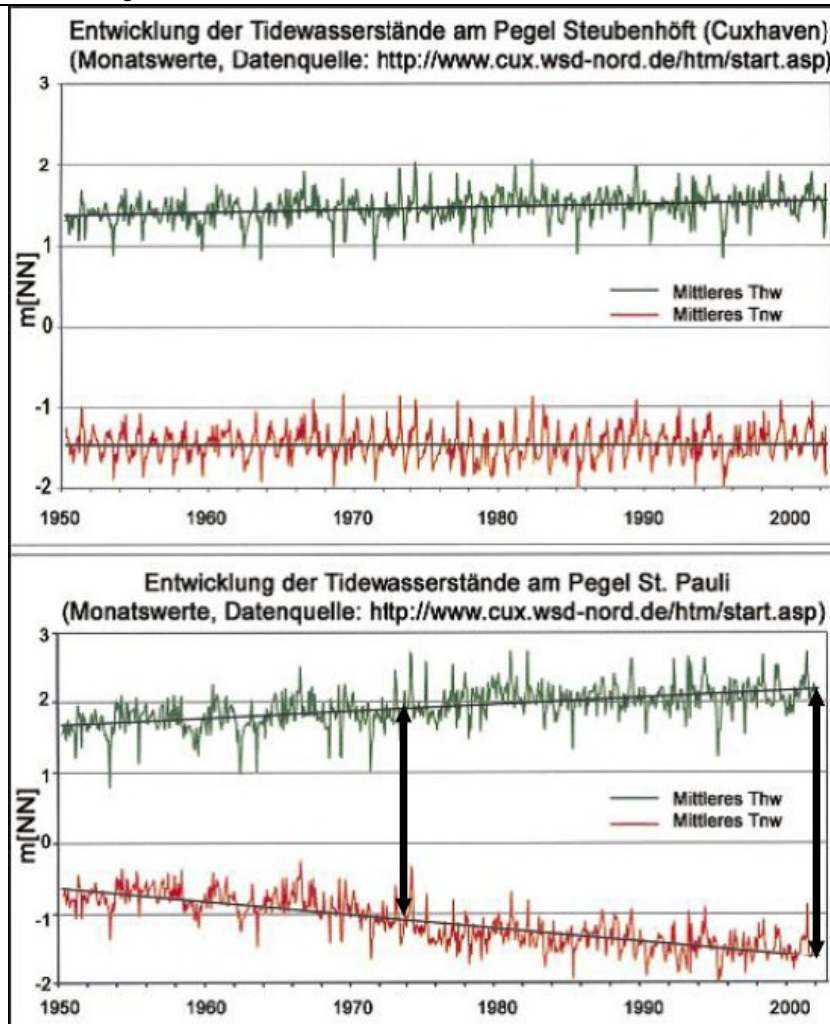 Entwicklung der Tidewasserstände am Pegel Steubenhöft (Cuxhaven)
(Monatswerte, Datenquelle: http://www.cux.wsd-nord.de/htm/start.asp)
3
2
1
0
-1
-2
m[NN]
Mittleres Thw
Mittleres Tnw
1950 1960 1970 1980 1990 2000
Entwicklung der Tidewasserstände am Pegel St. Pauli
(Monatswerte, Datenquelle: http://www.cux.wsd-nord.de/htm/start.asp)
3
2
1
0
-1
-2
m[NN]
Mittleres Thw
Mittleres Tnw
1950 1960 1970 1980 1990 2000